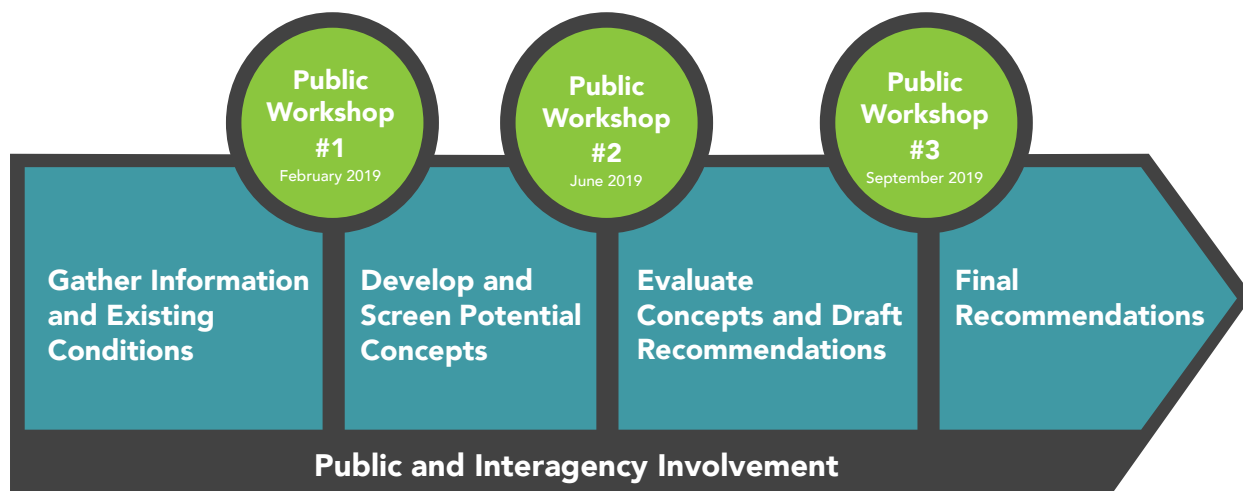 Public
Workshop
#1
February 2019
Public
Workshop
#2
June 2019
Public
Workshop
#3
September 2019
Gather Information
and Existing
Conditions
Develop and
Screen Potential
Concepts
Evaluate
Concepts and Draft
Recommendations
Final
Recommendations
Public and Interagency Involvement